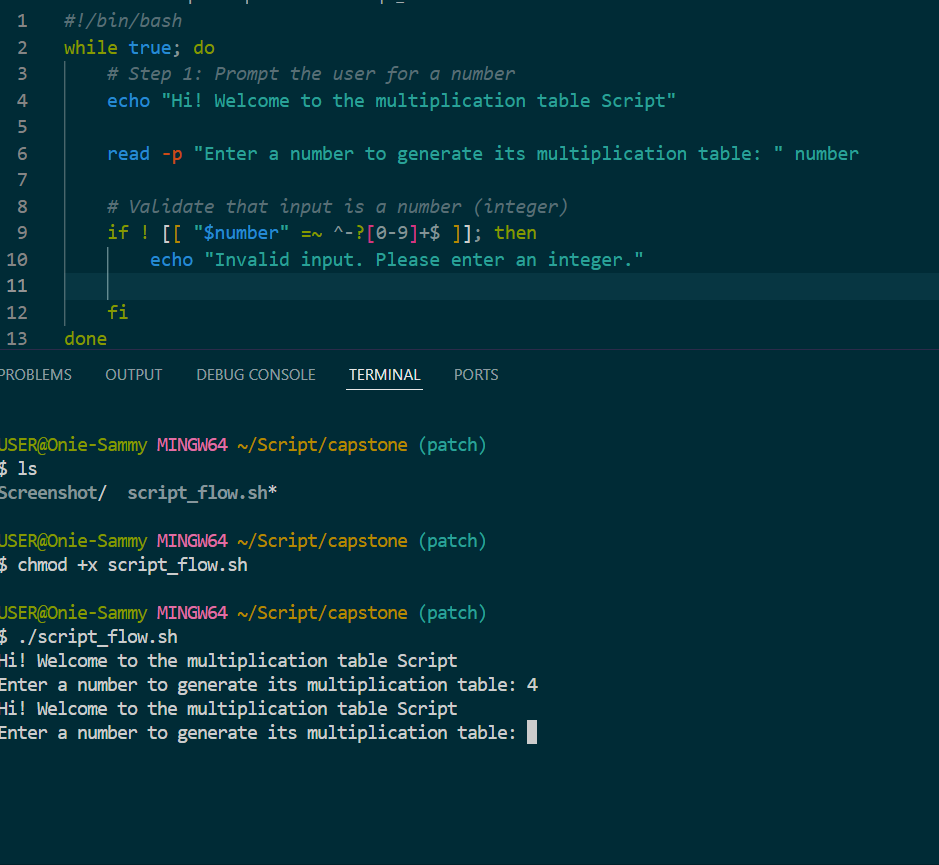 1 #!/bin/bash
2 while true; do
3 # Step 1: Prompt the user for a number
4 echo "Hi! Welcome to the multiplication table Script"
5
6 read -p "Enter a number to generate its multiplication table: " number
7
8 # Validate that input is a number (integer)
9 if ! [[ "$number" =~ ^-?[0-9]+$ ]]; then
10 echo "Invalid input. Please enter an integer."
11
12 fi
13 done
PROBLEMS OUTPUT DEBUG CONSOLE TERMINAL PORTS
USER@Onie-Sammy MINGW64 ~/Script/capstone (patch)
$ ls
Screenshot/ script_flow.sh*
USER@Onie-Sammy MINGW64 ~/Script/capstone (patch)
$ chmod +x script_flow.sh
USER@Onie-Sammy MINGW64 ~/Script/capstone (patch)
$ ./script_flow.sh
Hi! Welcome to the multiplication table Script
Enter a number to generate its multiplication table: 4
Hi! Welcome to the multiplication table Script
Enter a number to generate its multiplication table: